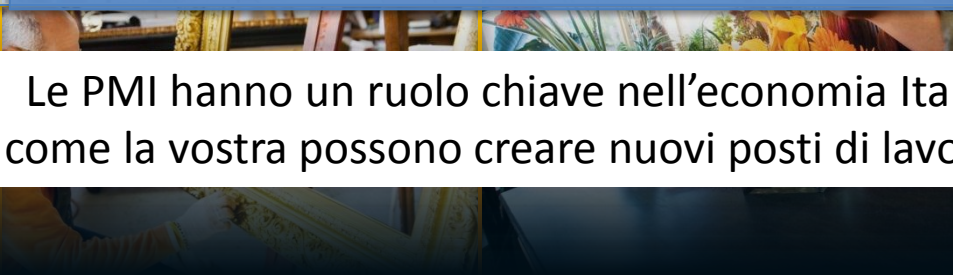 Le PMI hanno un ruolo chiave nell’economia Ita
come la vostra possono creare nuovi posti di lavo